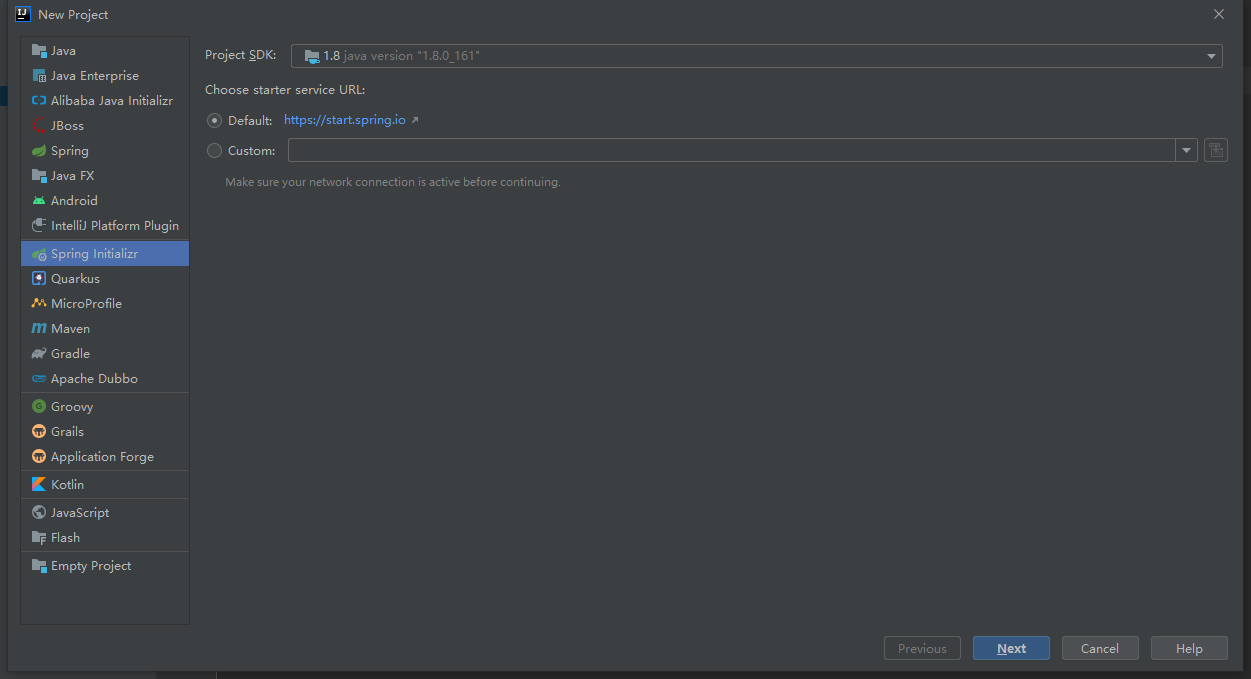 New Project
Java
Java Enterprise
Alibaba Java Initializr
JBoss
Spring
Java FX
Android
IntelliJ Platform Plugin
Spring Initializr
Quarkus
MicroProfile
Maven
Gradle
Apache Dubbo
Groovy
Grails
Application Forge
Kotlin
JavaScript
Flash
Empty Project
Project SDK: 1.8 java version "1.8.0_161"
Choose starter service URL:
Default: https://start.spring.io
Custom:
Make sure your network connection is active before continuing.
Previous Next Cancel Help